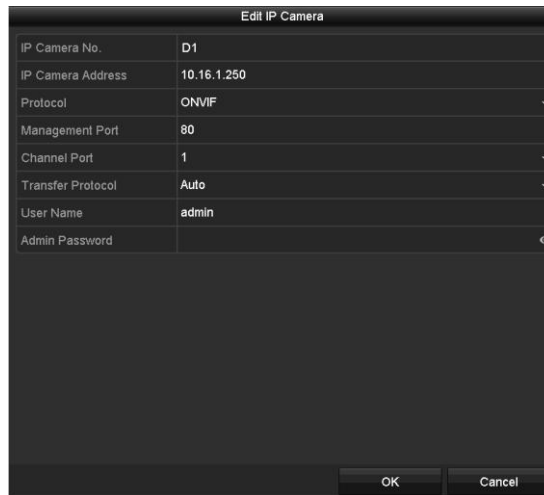 Edit IP Camera
IP Camera No. D1
IP Camera Address 10.16.1.250
Protocol ONVIF
Management Port 80
Channel Port 1
Transfer Protocol Auto
User Name admin
Admin Password
OK Cancel